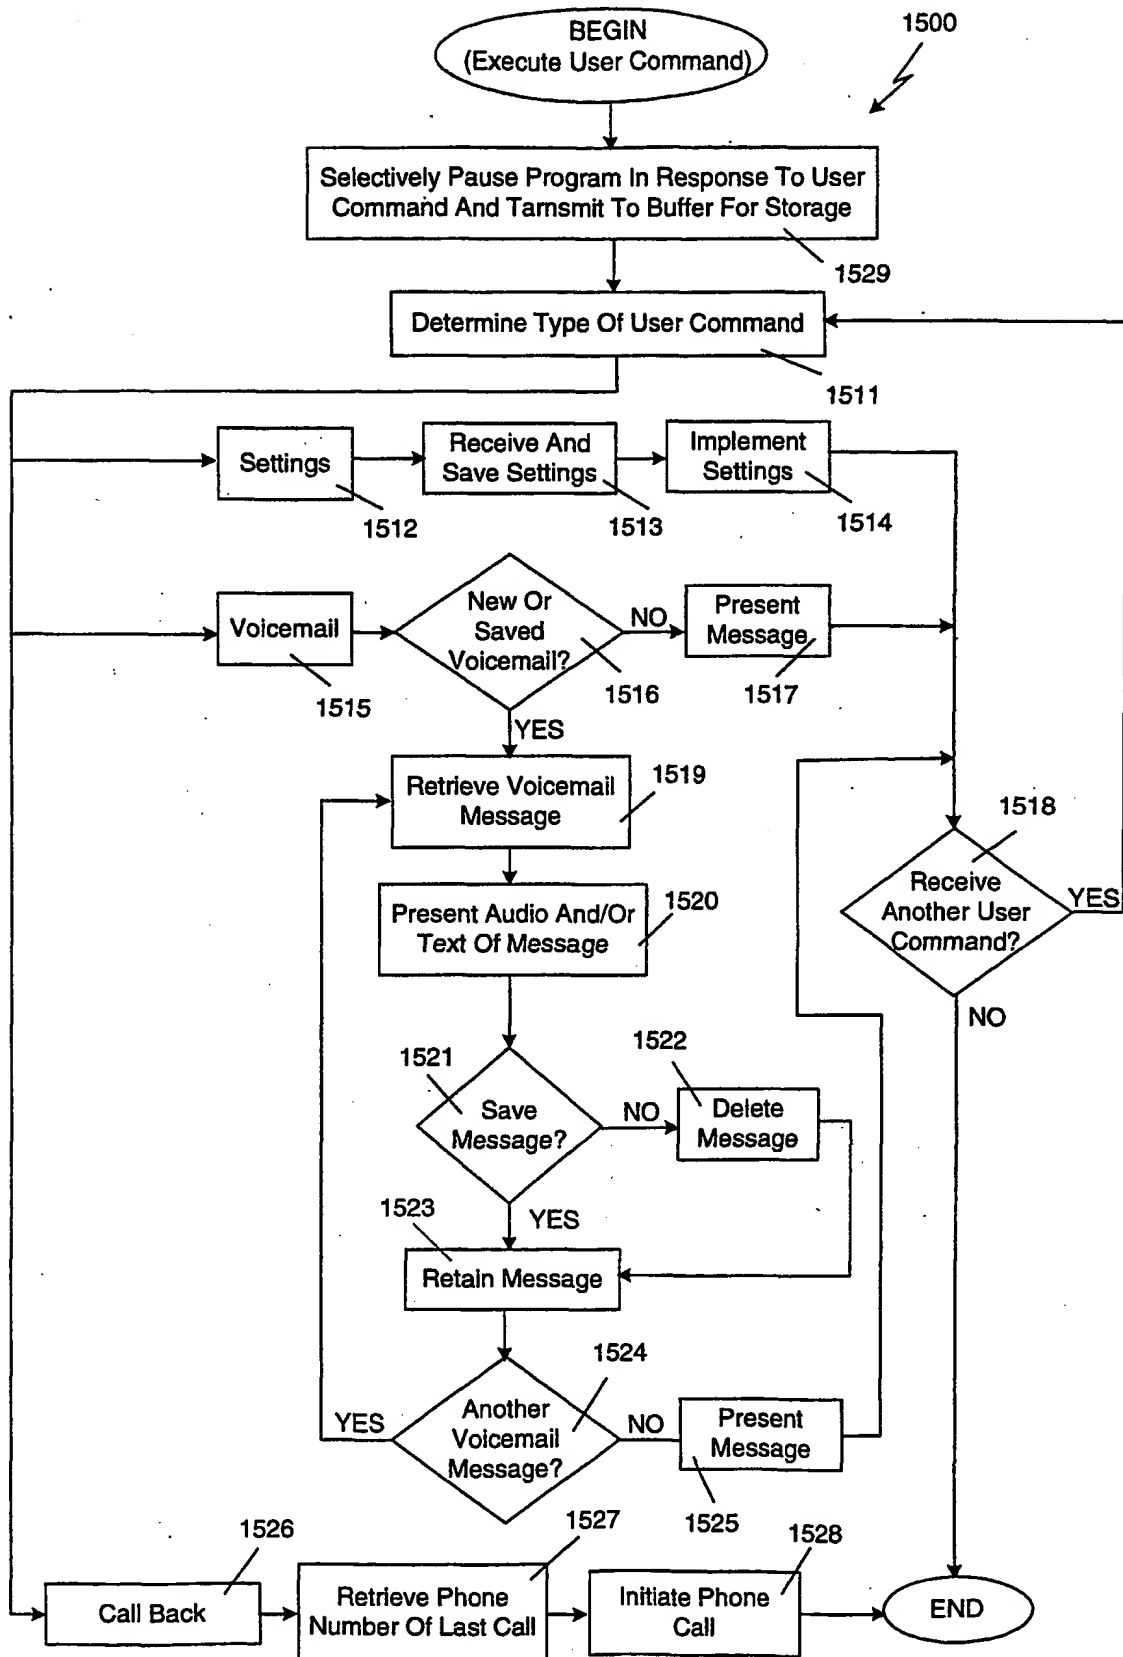 BEGIN
(Execute User Command)
1500
Selectively Pause Program In Response To User
Command And Tarnsmit To Buffer For Storage
1529
Determine Type Of User Command
1511
Settings
1512
Receive And
Save Settings
1513
Implement
Settings
1514
Voicemail
1515
New Or
Saved
Voicemail?
1516
NO
Present
Message
1517
YES
Retrieve Voicemail
Message
1519
1518
Receive
Another User
Command?
YES
NO
Present Audio And/Or
Text Of Message
1520
1521
Save
Message?
NO
1522
Delete
Message
YES
1523
Retain Message
1524
Another
Voicemail
Message?
YES
NO
Present
Message
1525
1526
Call Back
1527
Retrieve Phone
Number Of Last Call
1528
Initiate Phone
Call
END